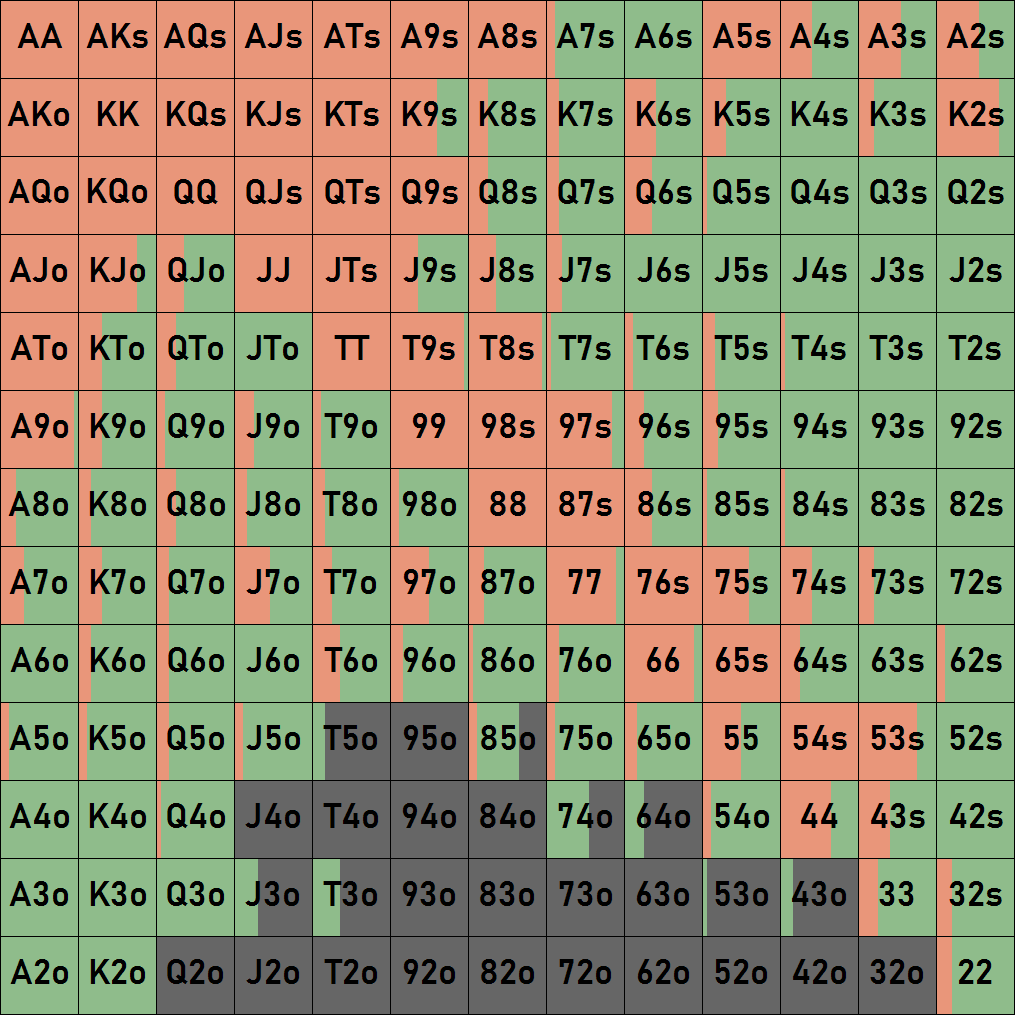 AA AKs AQs AJs ATs A9s A8s A7s A6s A5s A4s A3s A2s
AKo KK KQs KJs KTs K9s K8s K7s K6s K5s K4s K3s K2s
AQo KQo QQ QJs QTs Q9s Q8s Q7s Q6s Q5s Q4s Q3s Q2s
AJo KJo QJo JJ JTs J9s J8s J7s J6s J5s J4s J3s J2s
ATo KTo QTo JTo TT T9s T8s T7s T6s T5s T4s T3s T2s
A9o K9o Q9o J9o T9o 99 98s 97s 96s 95s 94s 93s 92s
A8o K8o Q8o J8o T8o 98o 88 87s 86s 85s 84s 83s 82s
A7o K7o Q7o J7o T7o 97o 87o 77 76s 75s 74s 73s 72s
A6o K6o Q6o J6o T6o 96o 86o 76o 66 65s 64s 63s 62s
A5o K5o Q5o J5o T5o 95o 85o 75o 65o 55 54s 53s 52s
A4o K4o Q4o J4o T4o 94o 84o 74o 64o 54o 44 43s 42s
A3o K3o Q3o J3o T3o 93o 83o 73o 63o 53o 43o 33 32s
A2o K2o Q2o J2o T2o 92o 82o 72o 62o 52o 42o 32o 22